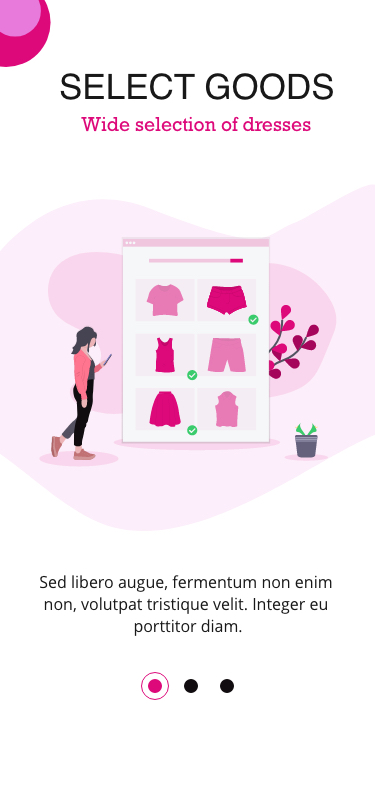 SELECT GOODS
Wide selection of dresses
Sed libero augue, fermentum non enim
non, volutpat tristique velit. Integer eu
porttitor diam.